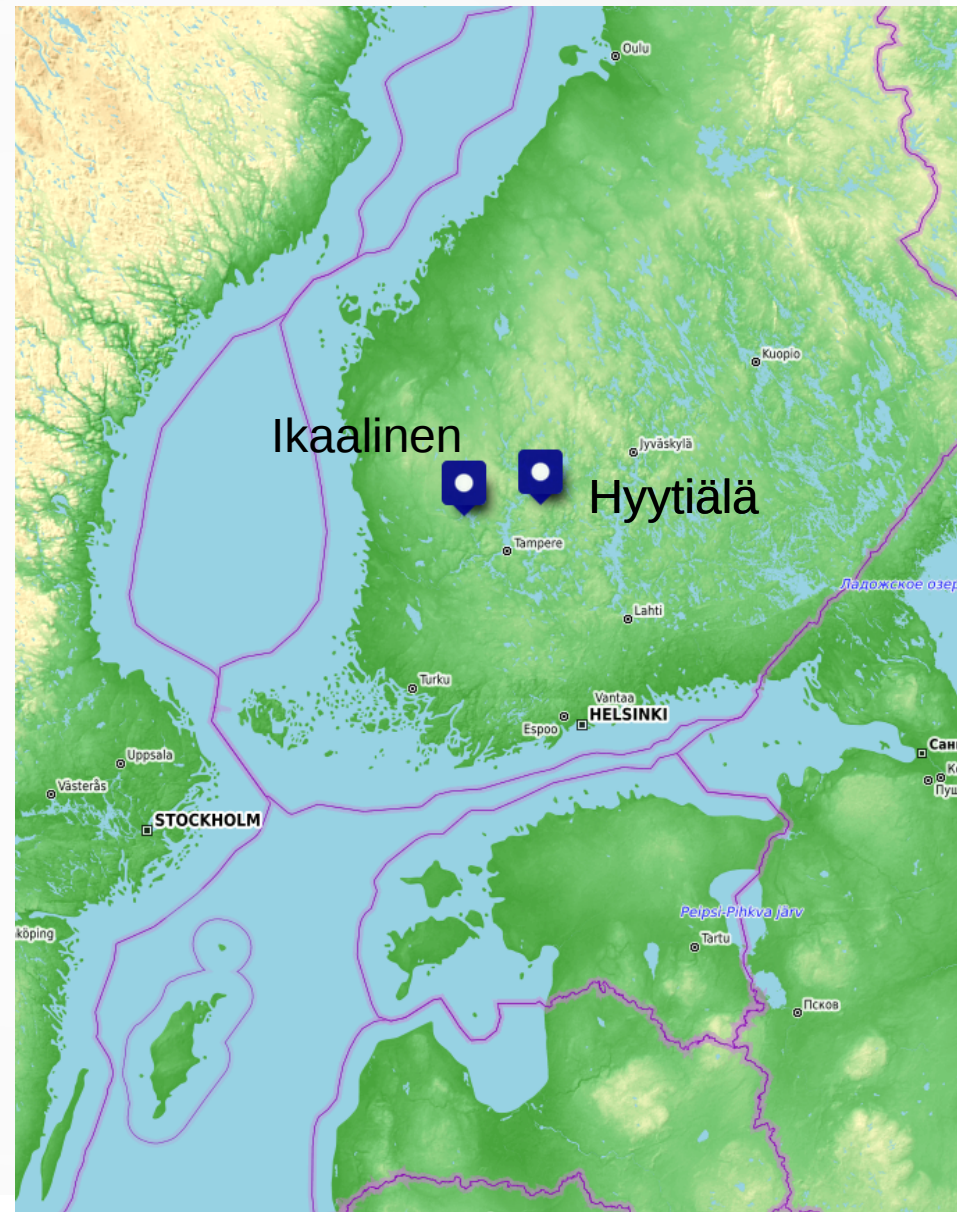 Oulu
Kuopio
Ikaalinen
Jyväskylä
Hyytiälä
Tampere
Ладожское озер
Lahti
Turku
Vantaa
HELSINKI
Espoo
Сан
Uppsala
Ко
Västerås
Пуш
STOCKHOLM
Peipsi-Pihkva järv
köping
Tartu
Псков